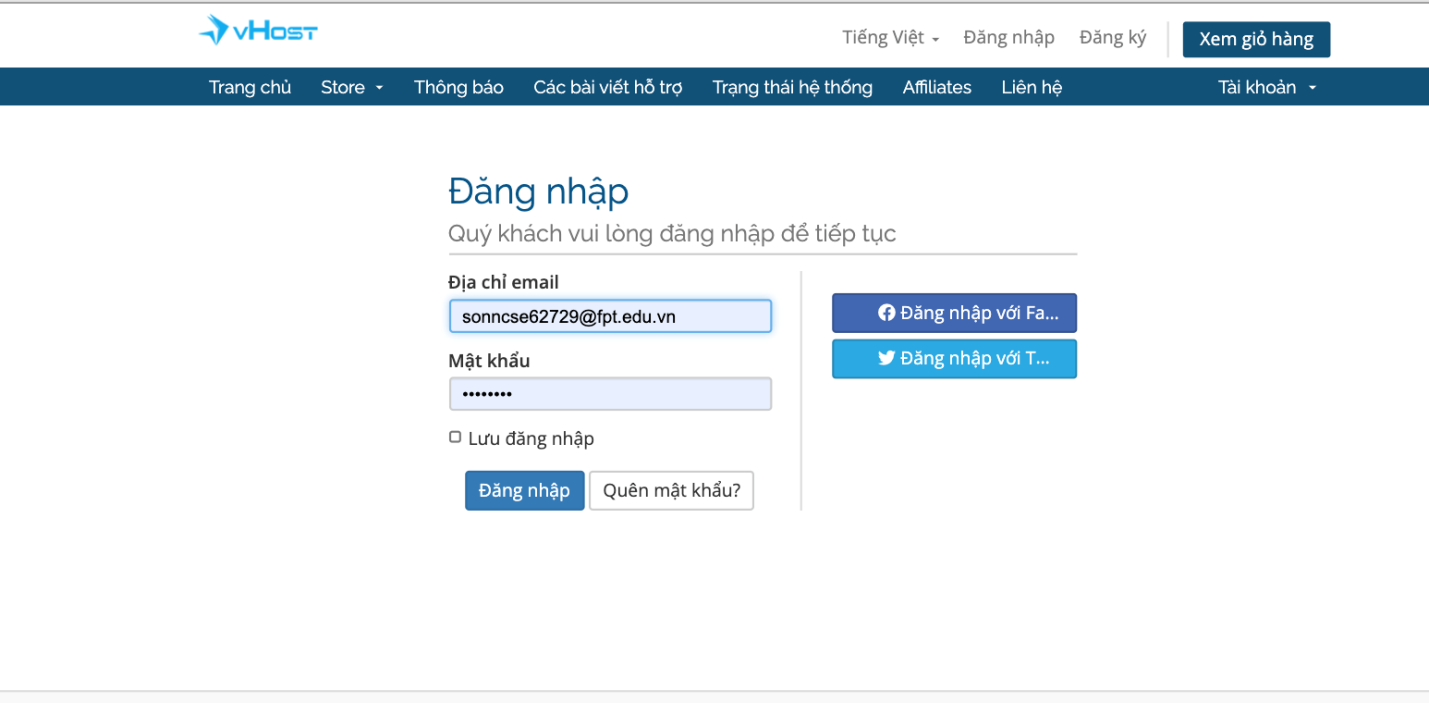 vHost
Tiếng Việt Đăng nhập Đăng ký Xem giỏ hàng
Trang chủ Store Thông báo Các bài viết hỗ trợ Trạng thái hệ thống Affiliates Liên hệ Tài khoản
Đăng nhập
Quý khách vui lòng đăng nhập để tiếp tục
Địa chỉ email
sonncse62729@fpt.edu.vn
Đăng nhập với Fa...
Đăng nhập với T...
Mật khẩu
••••••••
Lưu đăng nhập
Đăng nhập Quên mật khẩu?